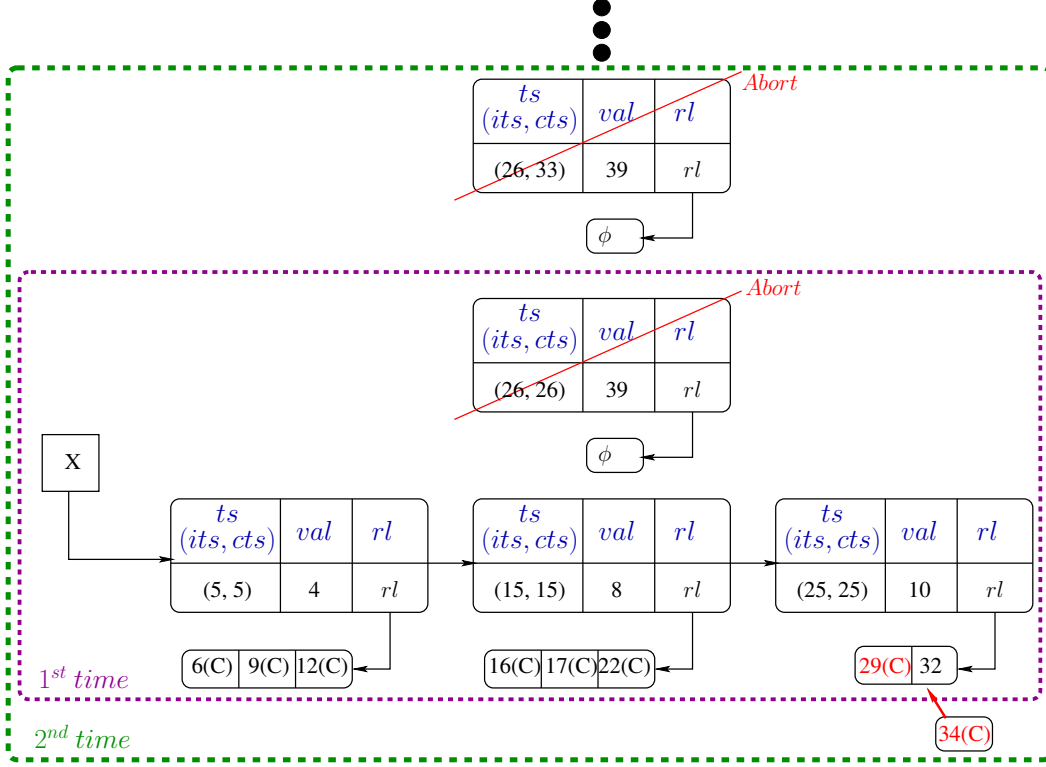 ts
(its, cts) val rl
Abort
(26, 33) 39 rl
ϕ
ts
(its, cts) val rl
Abort
(26, 26) 39 rl
ϕ
X
ts
(its, cts) val rl
(5, 5) 4 rl
6(C) 9(C) 12(C)
ts
(its, cts) val rl
(15, 15) 8 rl
16(C) 17(C) 22(C)
ts
(its, cts) val rl
(25, 25) 10 rl
29(C) 32
34(C)
1st time
2nd time